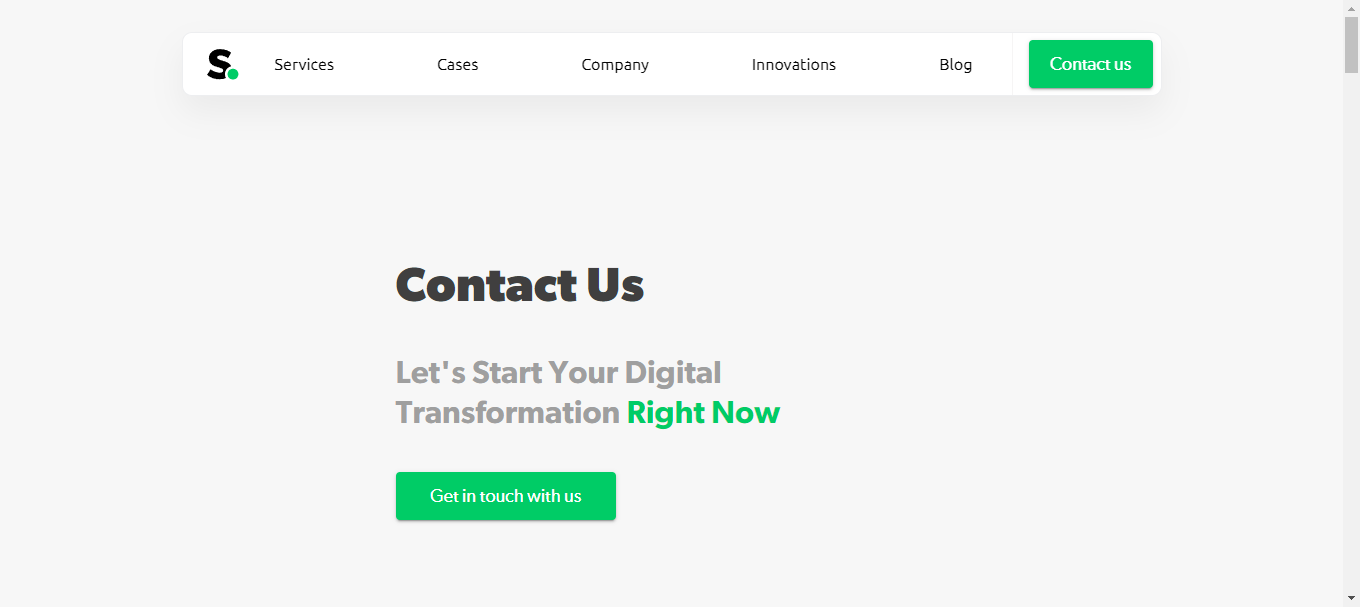 S.
Services
Cases
Company
Innovations
Blog
Contact us
Contact Us
Let's Start Your Digital
Transformation Right Now
Get in touch with us